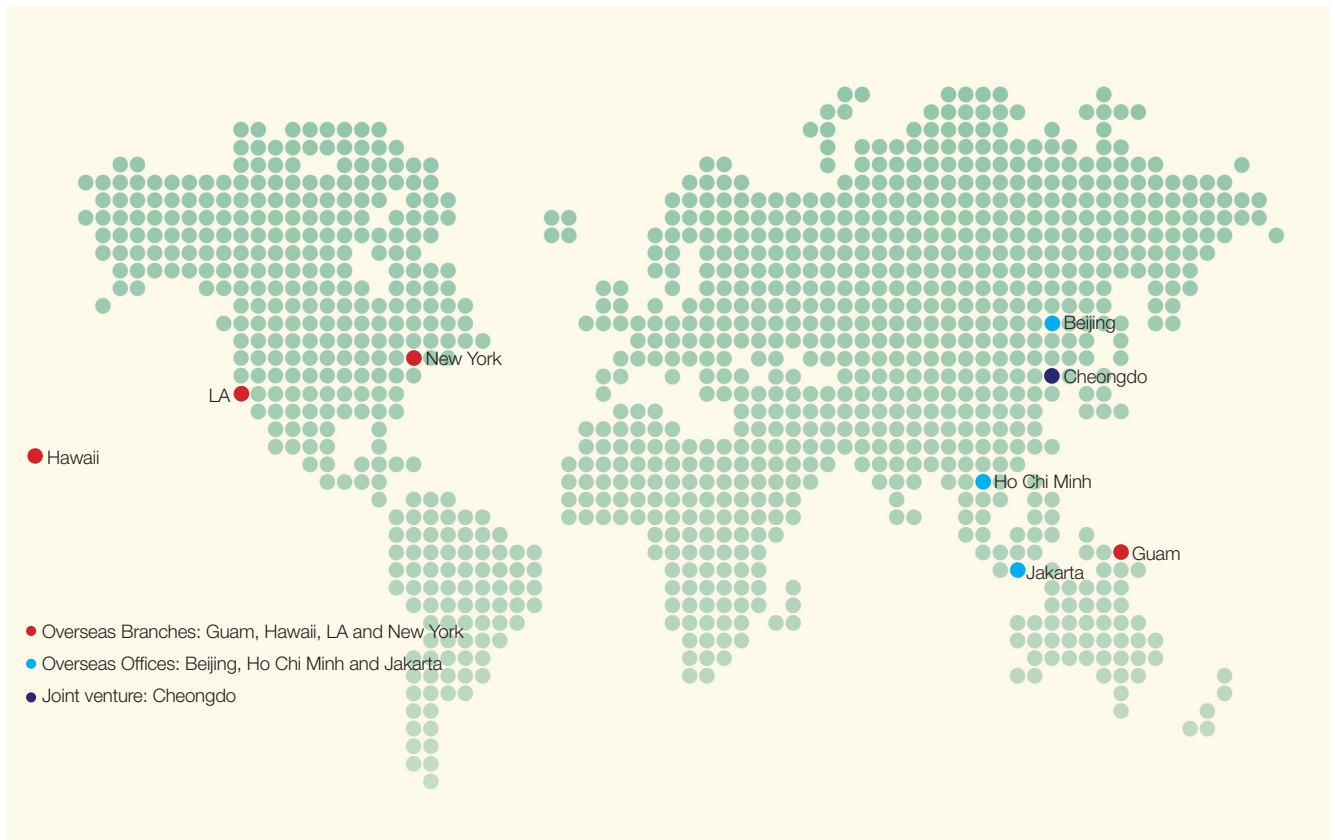 Beijing
New York
Cheongdo
LA
Hawaii
Ho Chi Minh
Guam
Jakarta
Overseas Branches: Guam, Hawaii, LA and New York
Overseas Offices: Beijing, Ho Chi Minh and Jakarta
Joint venture: Cheongdo